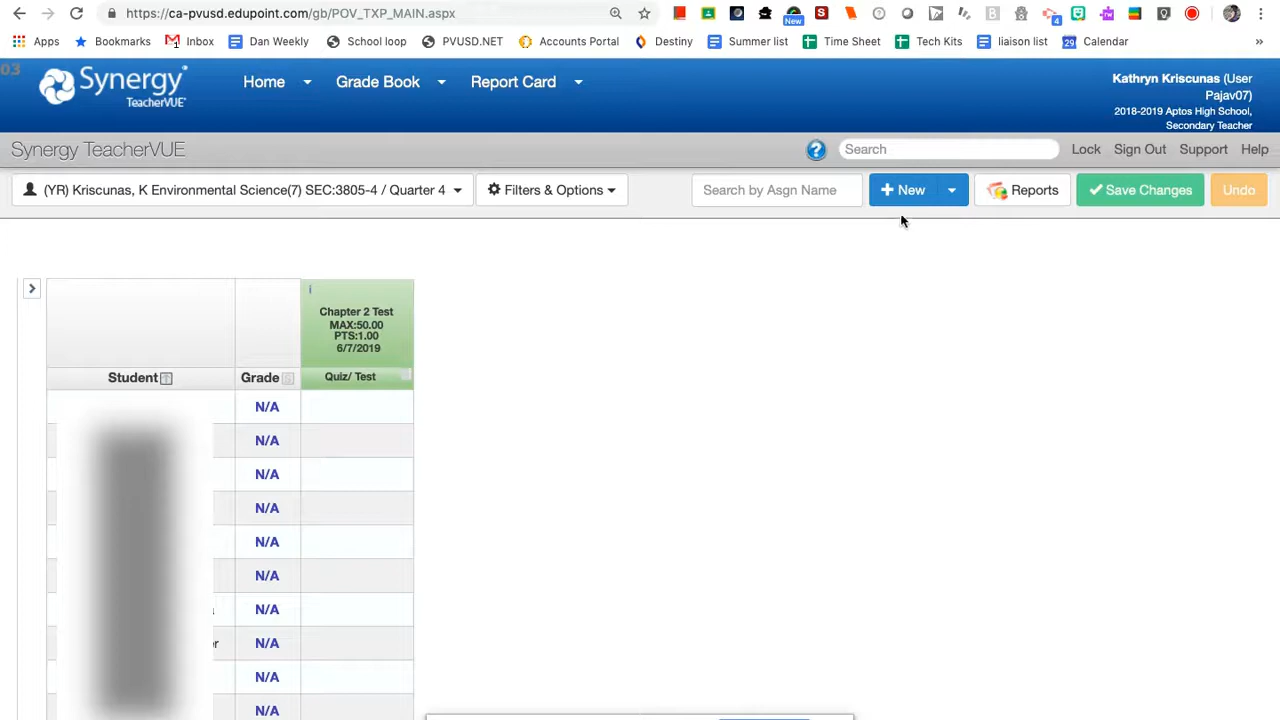 https://ca-pvusd.edupoint.com/gb/POV_TXP_MAIN.aspx
New
4
Apps
Bookmarks
Inbox
Dan Weekly
School loop
PVUSD.NET
Accounts Portal
Destiny
Summer list
Time Sheet
Tech Kits
liaison list
29
Calendar
»
03
Synergy
TeacherVUE
Home
Grade Book
Report Card
Kathryn Kriscunas (User
Pajav07)
2018-2019 Aptos High School,
Secondary Teacher
Synergy TeacherVUE
?
Search
Lock
Sign Out
Support
Help
(YR) Kriscunas, K Environmental Science(7) SEC:3805-4 / Quarter 4
Filters & Options
Search by Asgn Name
+ New
Reports
Save Changes
Undo
i
Chapter 2 Test
MAX:50.00
PTS:1.00
6/7/2019
Student
Grade
Quiz/ Test
N/A
N/A
N/A
N/A
N/A
N/A
N/A
N/A
N/A
N/A